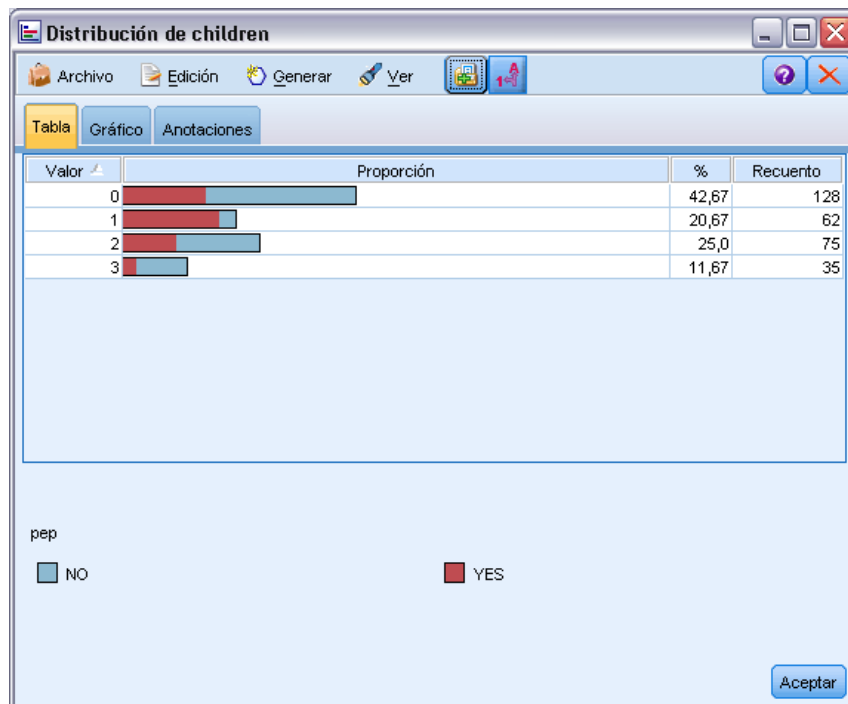 Distribución de children
Archivo Edición Generar Ver
Tabla Gráfico Anotaciones
Valor Proporción % Recuento
0 42,67 128
1 20,67 62
2 25,0 75
3 11,67 35
pep
NO YES
Aceptar